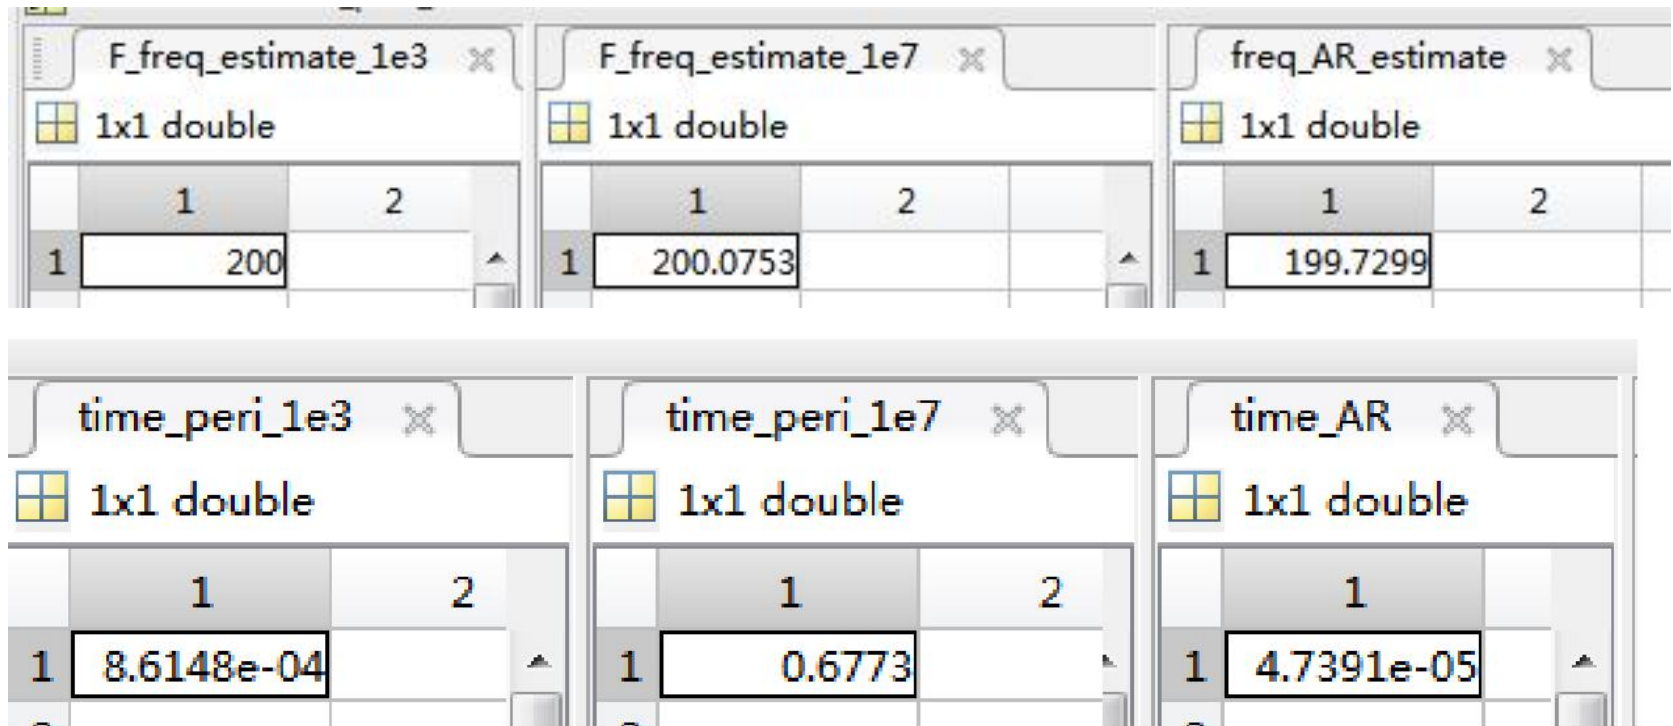 F_freq_estimate_1e3 F_freq_estimate_1e7 freq_AR_estimate
1x1 double 1x1 double 1x1 double
1 2 1 2 1 2
1 200 1 200.0753 1 199.7299
time_peri_1e3 time_peri_1e7 time_AR
1x1 double 1x1 double 1x1 double
1 2 1 2 1
1 8.6148e-04 1 0.6773 1 4.7391e-05